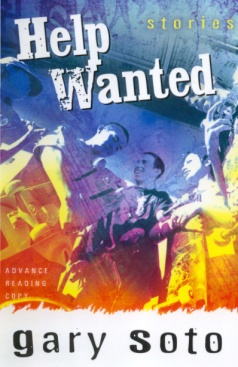 stories
Help
Wanted
ADVANCE
READING
COPY
gary soto